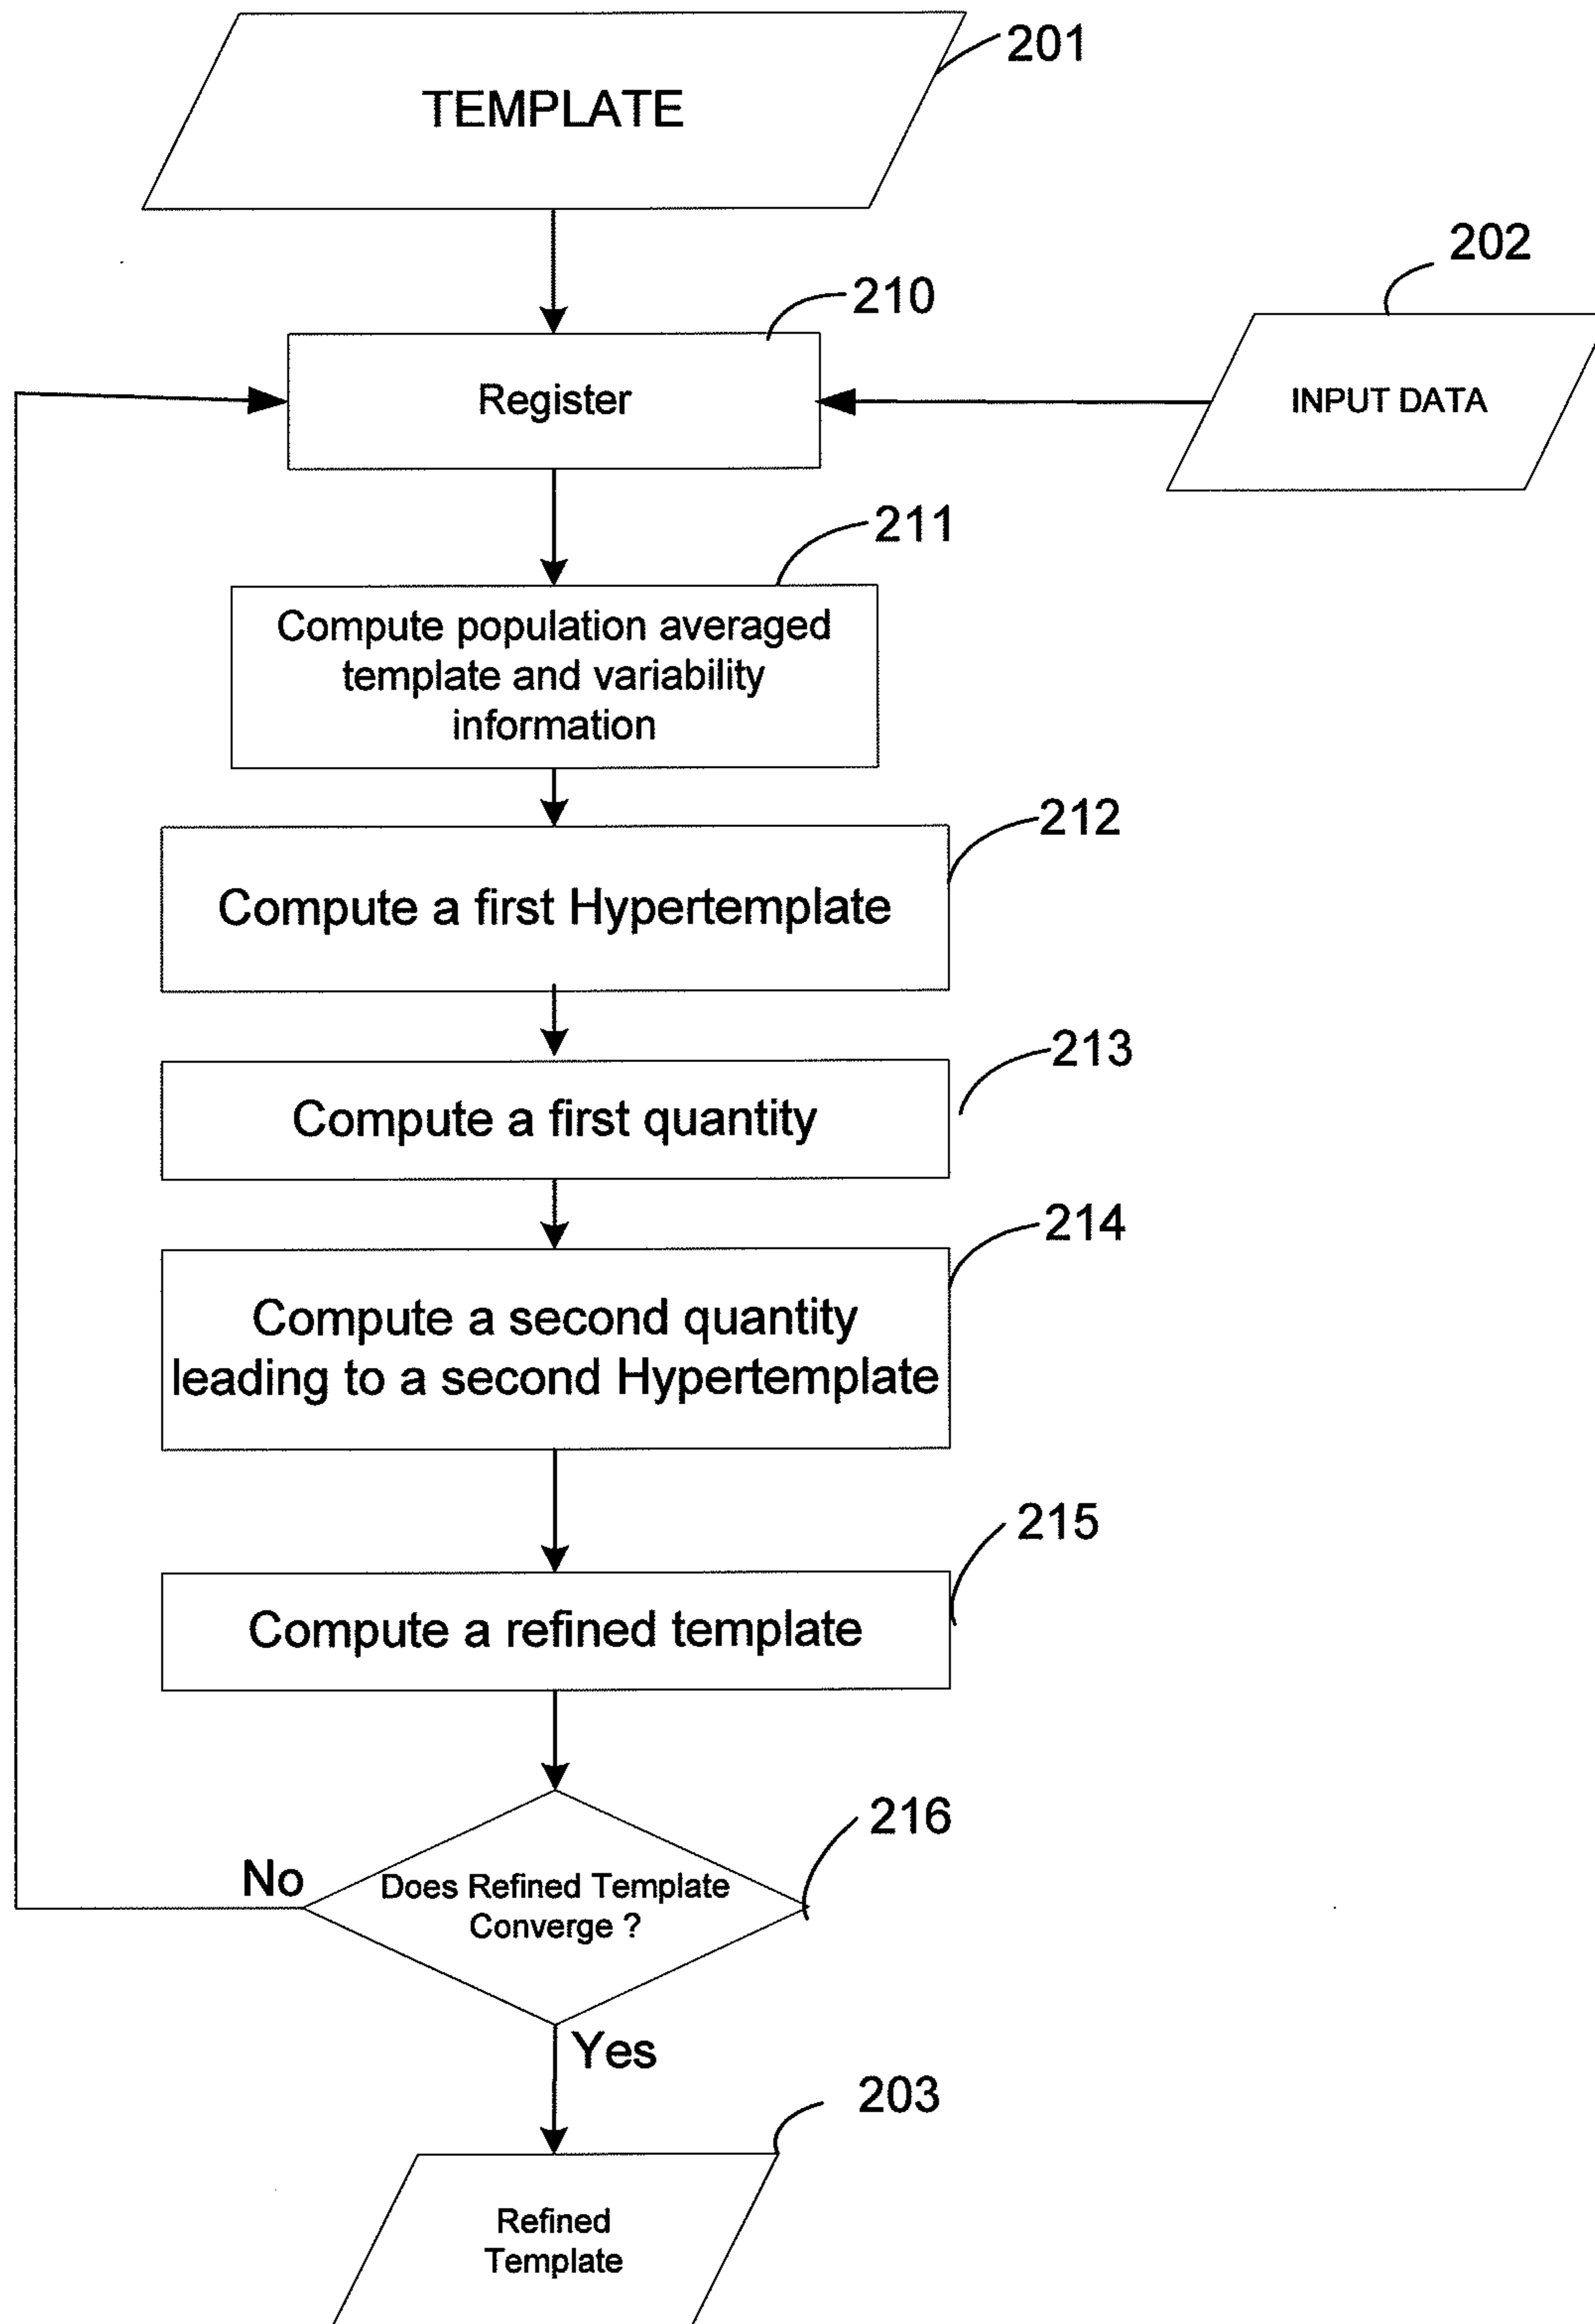 201
TEMPLATE
202
210
Register
INPUT DATA
211
Compute population averaged
template and variability
information
212
Compute a first Hypertemplate
213
Compute a first quantity
214
Compute a second quantity
leading to a second Hypertemplate
215
Compute a refined template
216
No
Does Refined Template
Converge ?
Yes
203
Refined
Template